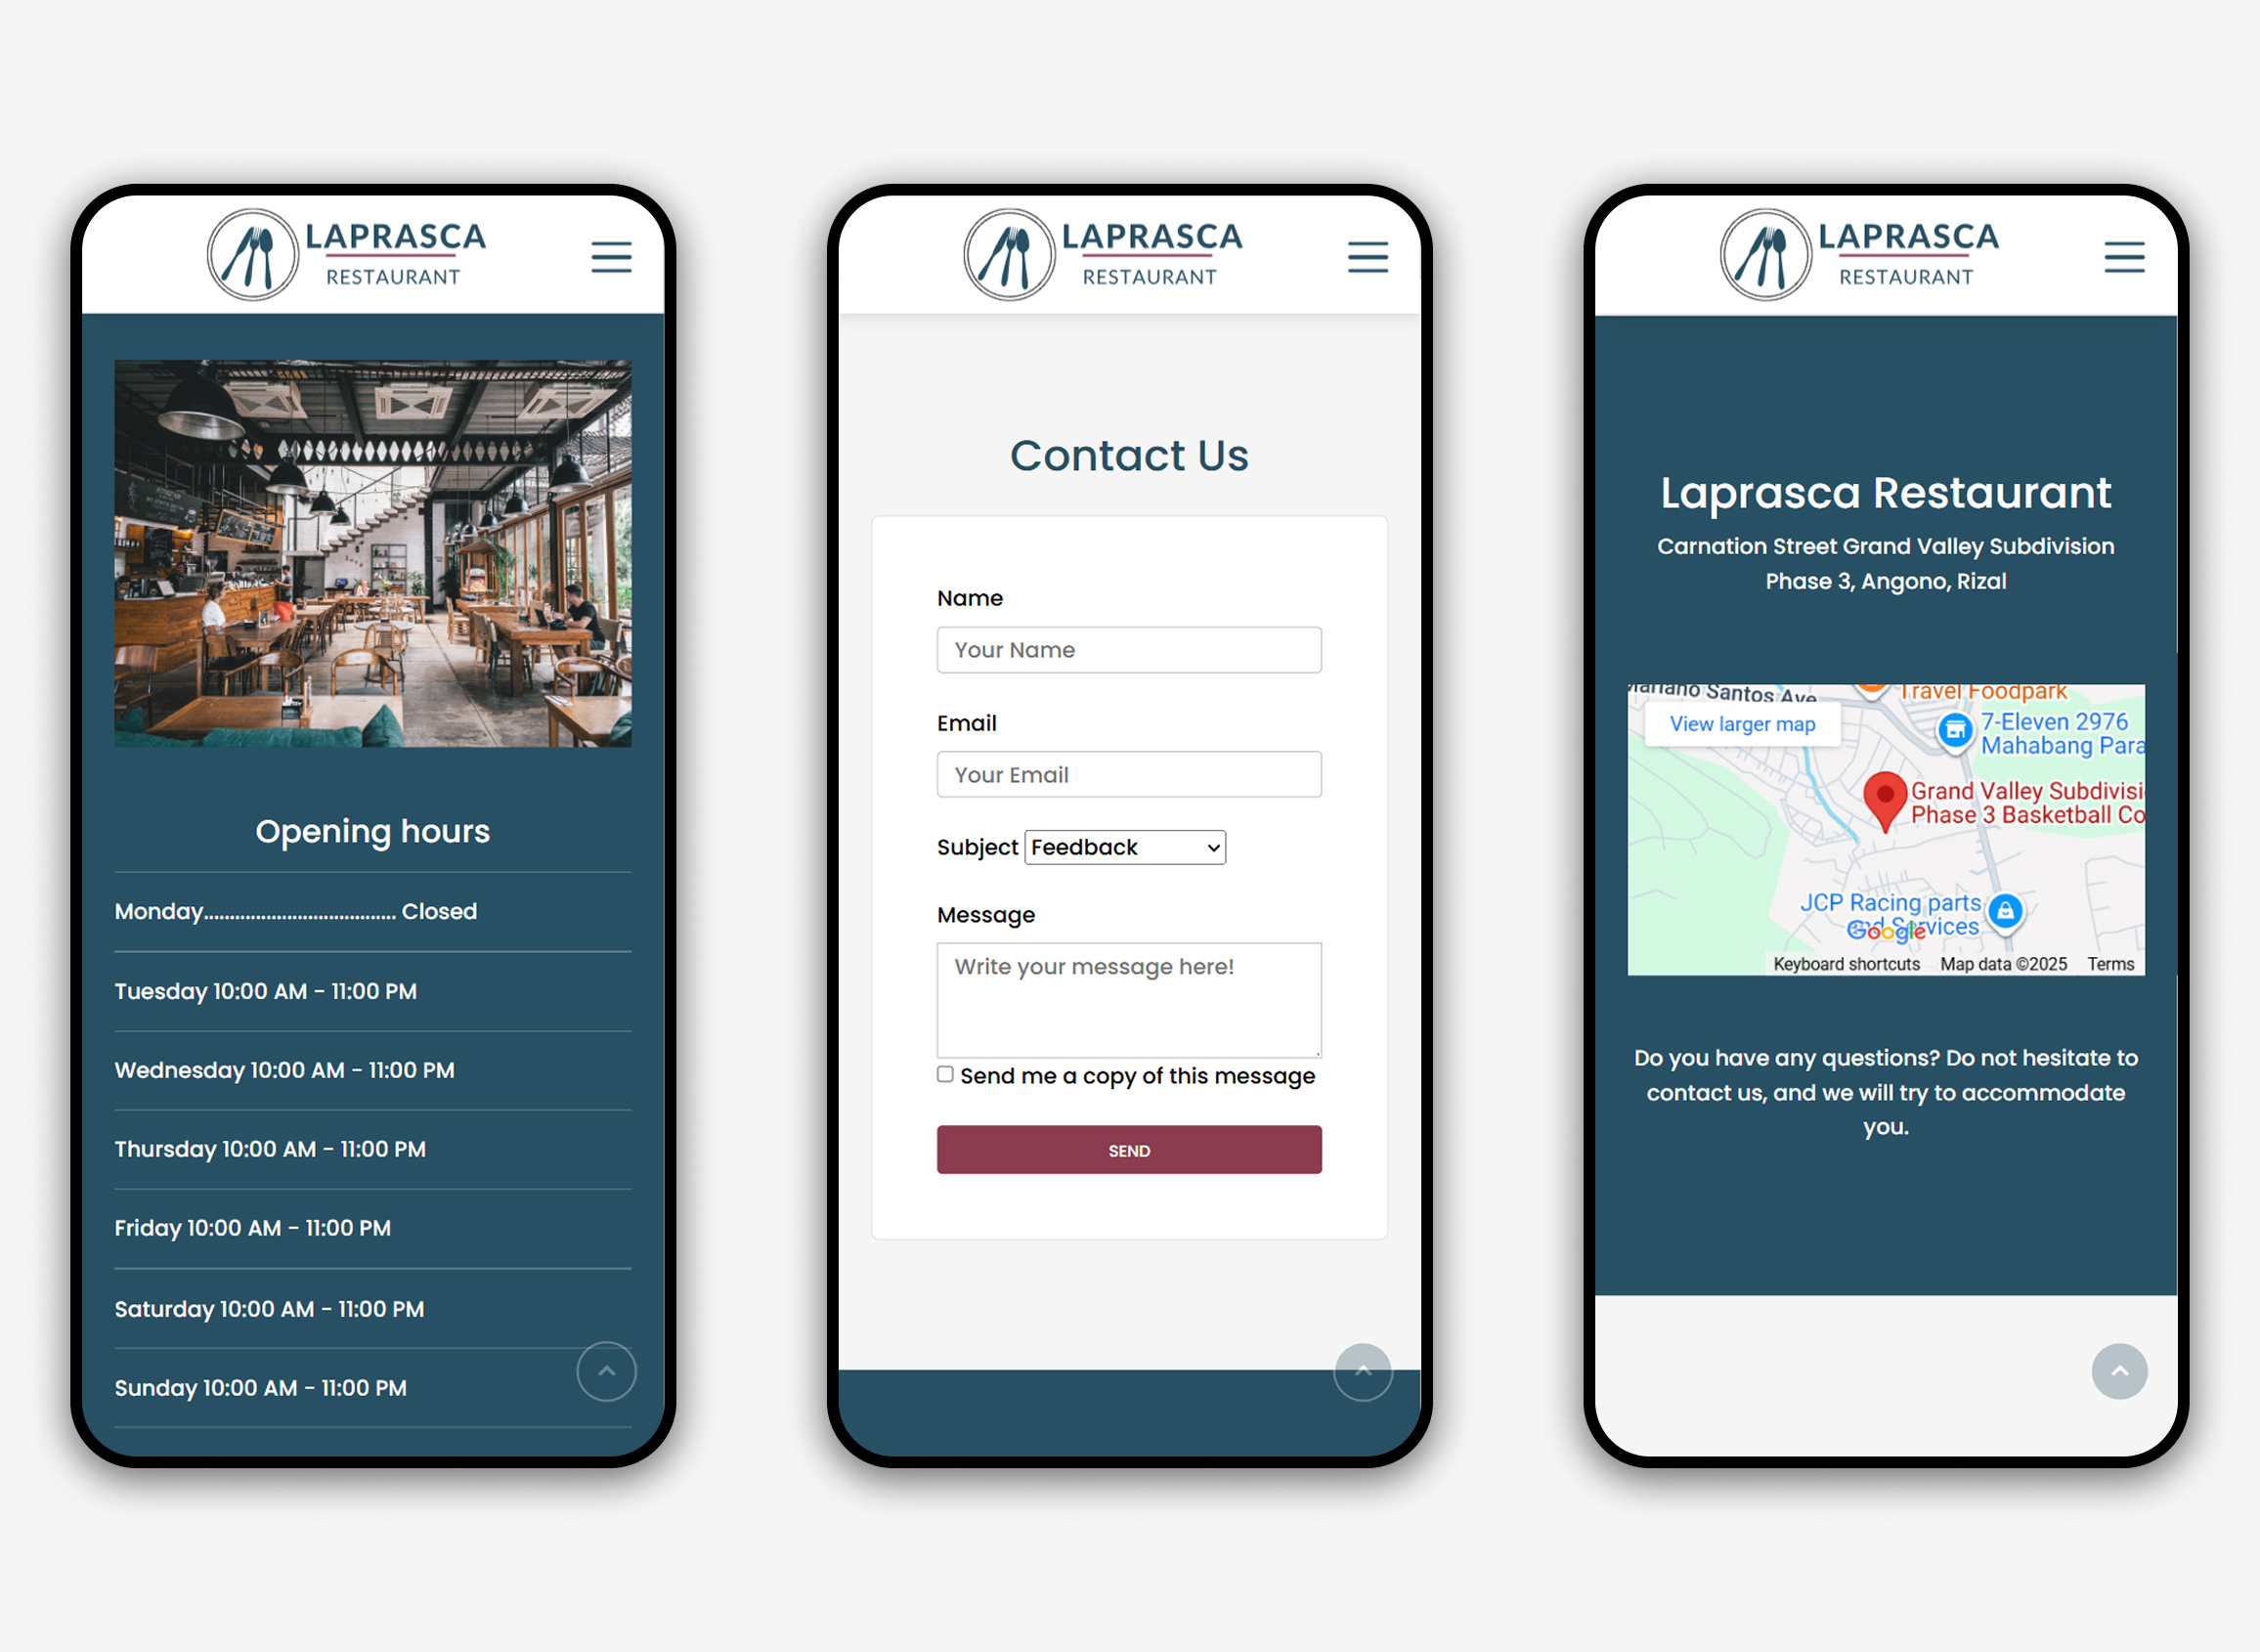 LAPRASCA
RESTAURANT
Opening hours
Monday..................................... Closed
Tuesday 10:00 AM - 11:00 PM
Wednesday 10:00 AM - 11:00 PM
Thursday 10:00 AM - 11:00 PM
Friday 10:00 AM - 11:00 PM
Saturday 10:00 AM - 11:00 PM
Sunday 10:00 AM - 11:00 PM
LAPRASCA
RESTAURANT
Contact Us
Name
Your Name
Email
Your Email
Subject Feedback
Message
Write your message here!
Send me a copy of this message
SEND
LAPRASCA
RESTAURANT
Laprasca Restaurant
Carnation Street Grand Valley Subdivision
Phase 3, Angono, Rizal
Mariano Santos Ave
Travel Foodpark
View larger map
7-Eleven 2976
Mahabang Para
Grand Valley Subdivisi
Phase 3 Basketball Co
JCP Racing parts
and Services
Google
Keyboard shortcuts Map data ©2025 Terms
Do you have any questions? Do not hesitate to
contact us, and we will try to accommodate
you.